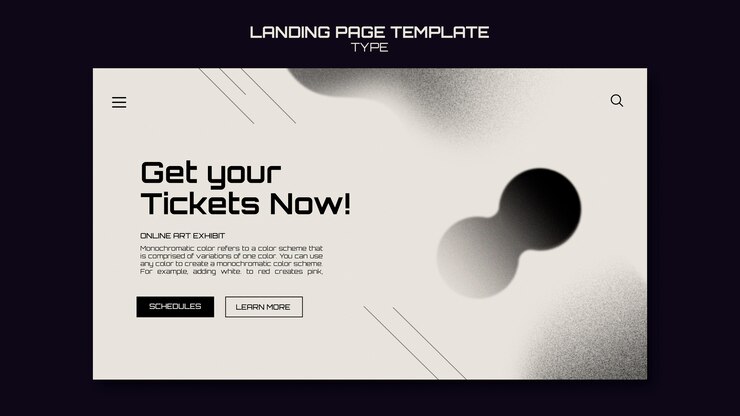 LANDING PAGE TEMPLATE
TYPE
Get your
Tickets Now!
ONLINE ART EXHIBIT
Monochromatic color refers to a color scheme that
is comprised of variations of one color. You can use
any color to create a monochromatic color scheme.
For example, adding white to red creates pink,
SCHEDULES
LEARN MORE